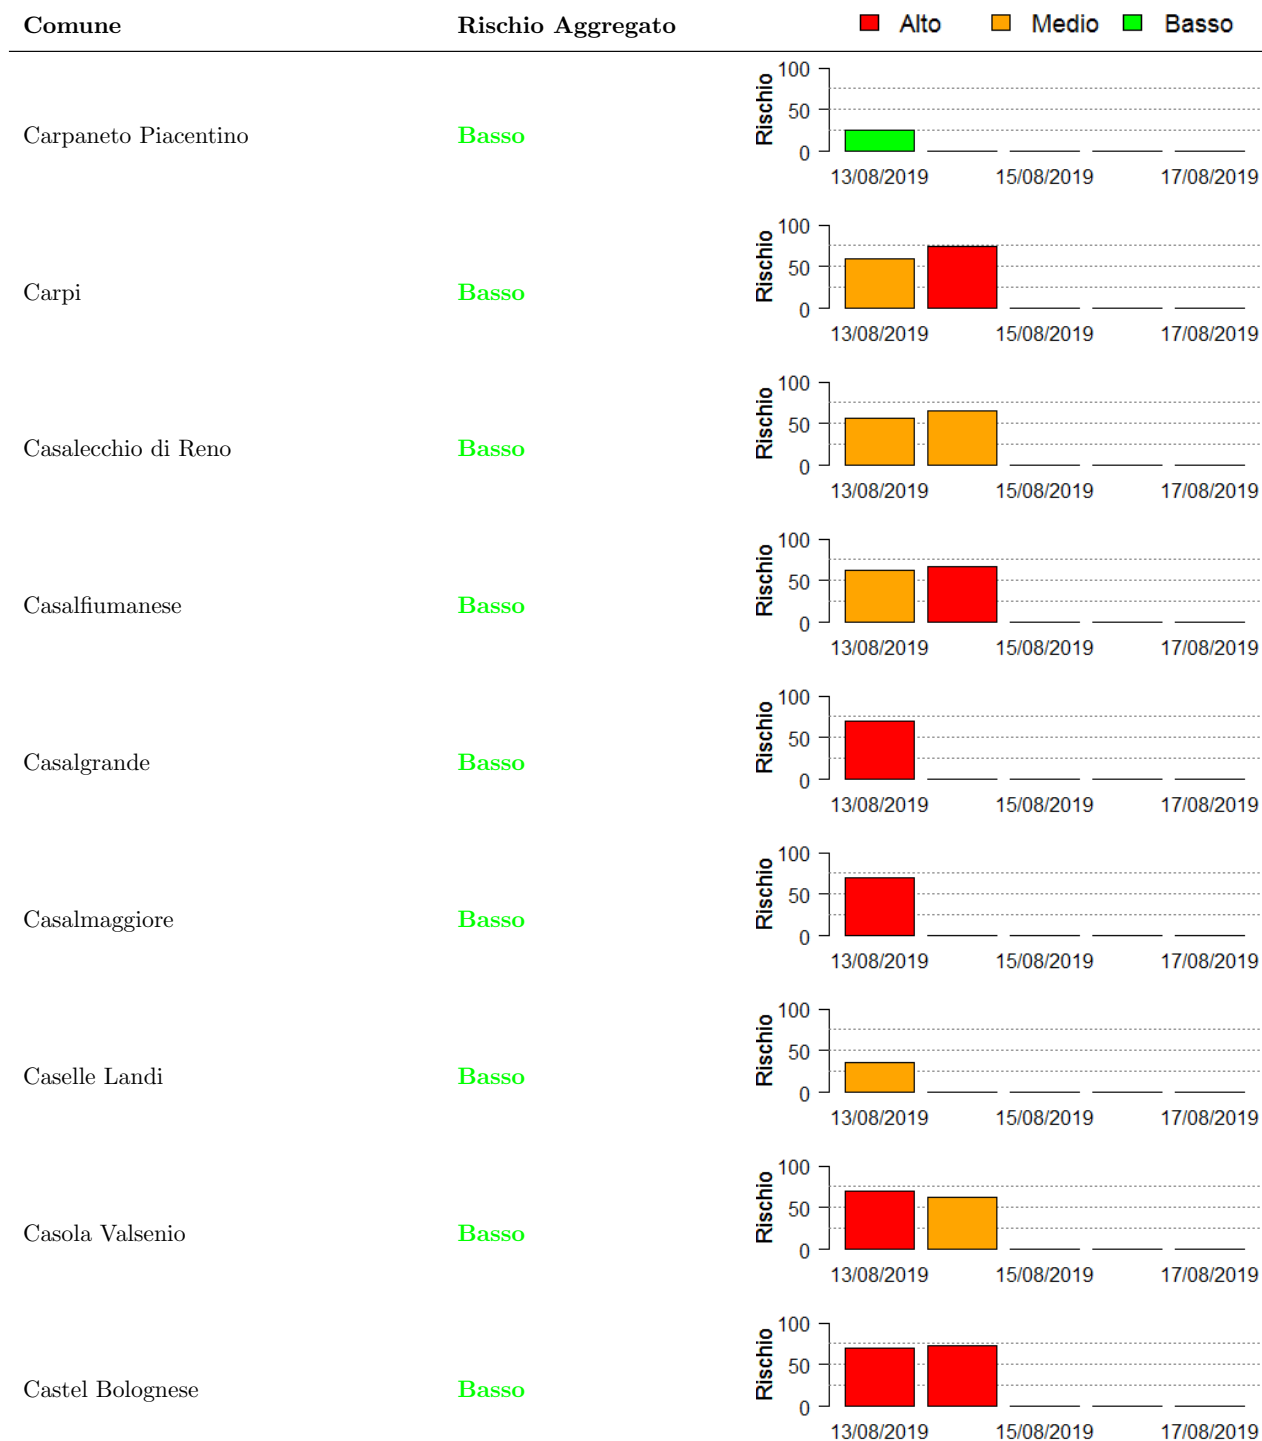 Comune Rischio Aggregato Alto Medio Basso
100
50
0
Rischio
Carpaneto Piacentino Basso
13/08/2019 15/08/2019 17/08/2019
100
50
0
Rischio
Carpi Basso
13/08/2019 15/08/2019 17/08/2019
100
50
0
Rischio
Casalecchio di Reno Basso
13/08/2019 15/08/2019 17/08/2019
100
50
0
Rischio
Casalfiumanese Basso
13/08/2019 15/08/2019 17/08/2019
100
50
0
Rischio
Casalgrande Basso
13/08/2019 15/08/2019 17/08/2019
100
50
0
Rischio
Casalmaggiore Basso
13/08/2019 15/08/2019 17/08/2019
100
50
0
Rischio
Caselle Landi Basso
13/08/2019 15/08/2019 17/08/2019
100
50
0
Rischio
Casola Valsenio Basso
13/08/2019 15/08/2019 17/08/2019
100
50
0
Rischio
Castel Bolognese Basso
13/08/2019 15/08/2019 17/08/2019